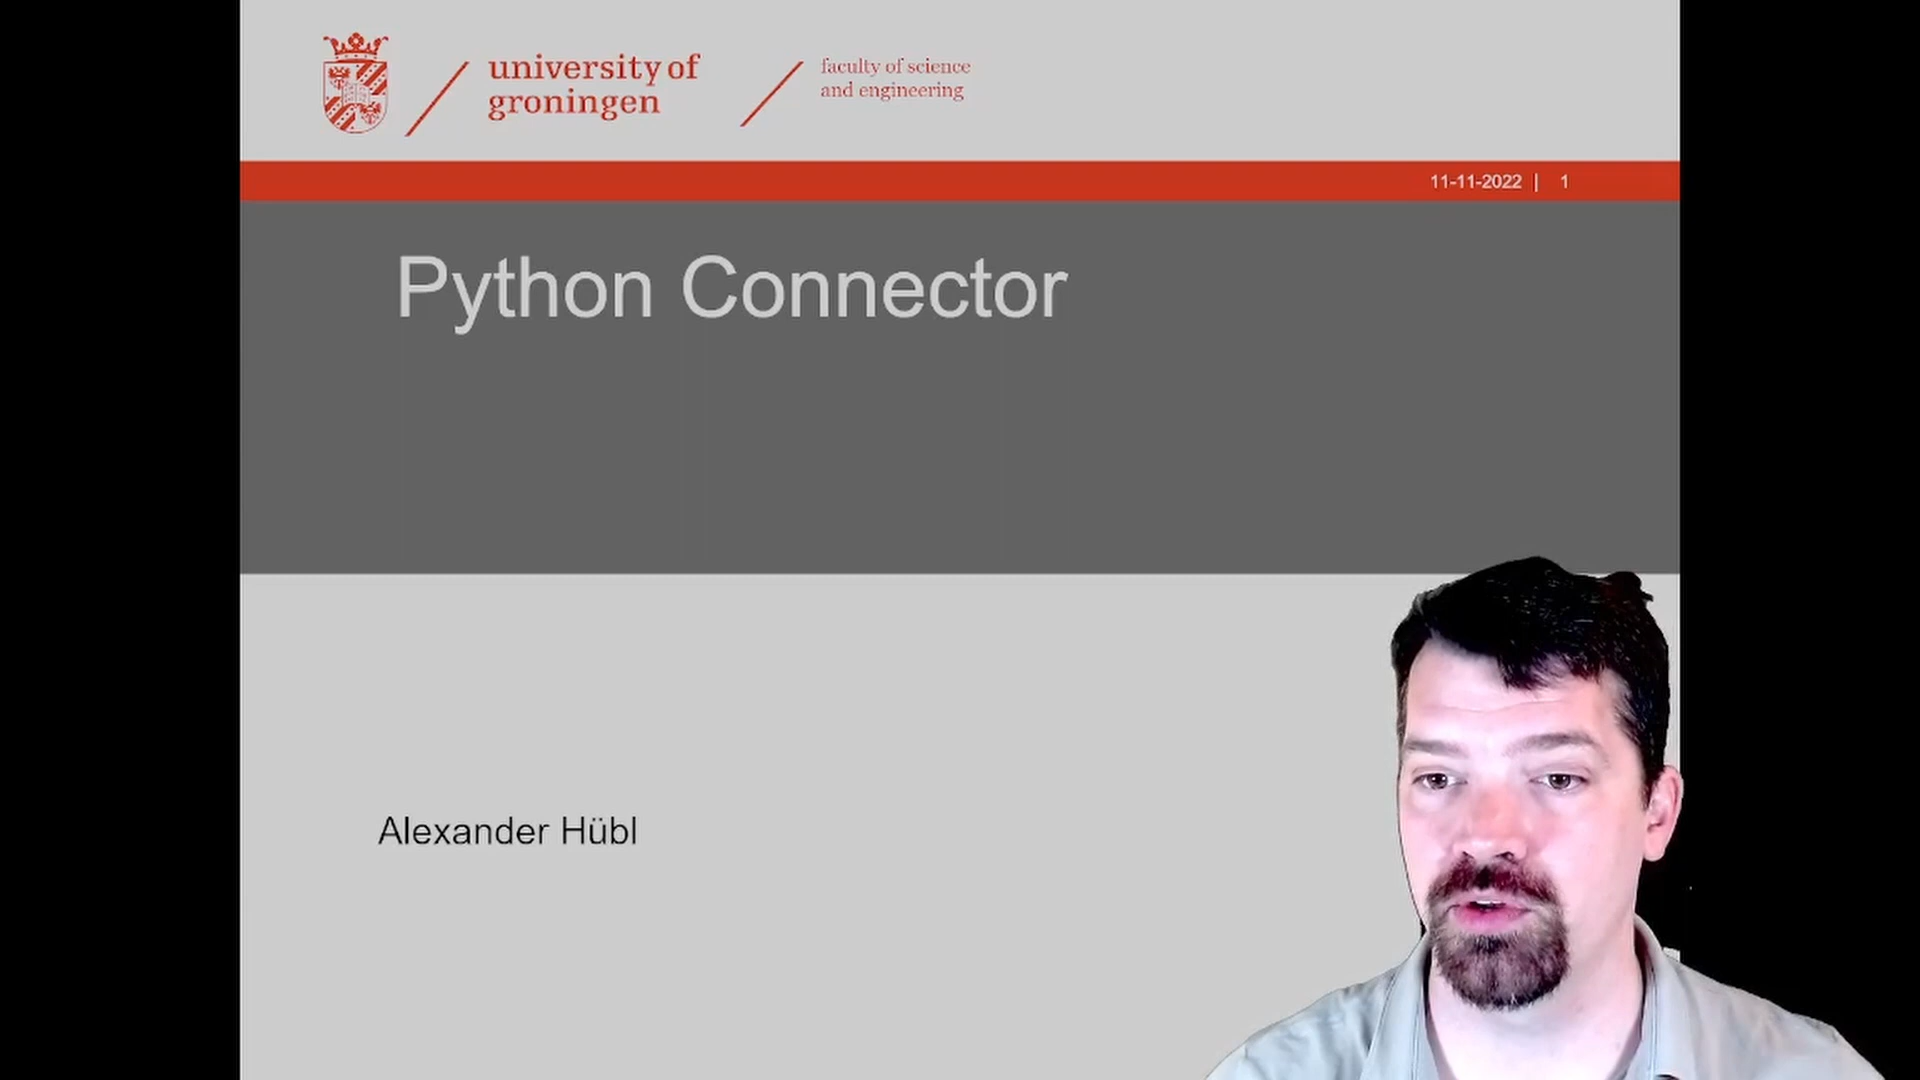 university of
groningen
faculty of science
and engineering
11-11-2022 | 1
Python Connector
Alexander Hübl